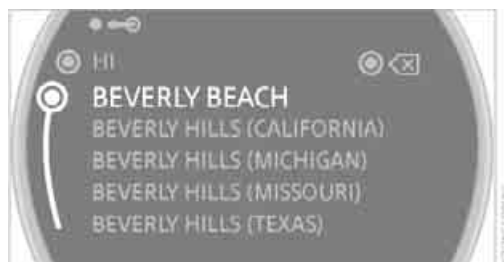 HI
BEVERLY BEACH
BEVERLY HILLS (CALIFORNIA)
BEVERLY HILLS (MICHIGAN)
BEVERLY HILLS (MISSOURI)
BEVERLY HILLS (TEXAS)